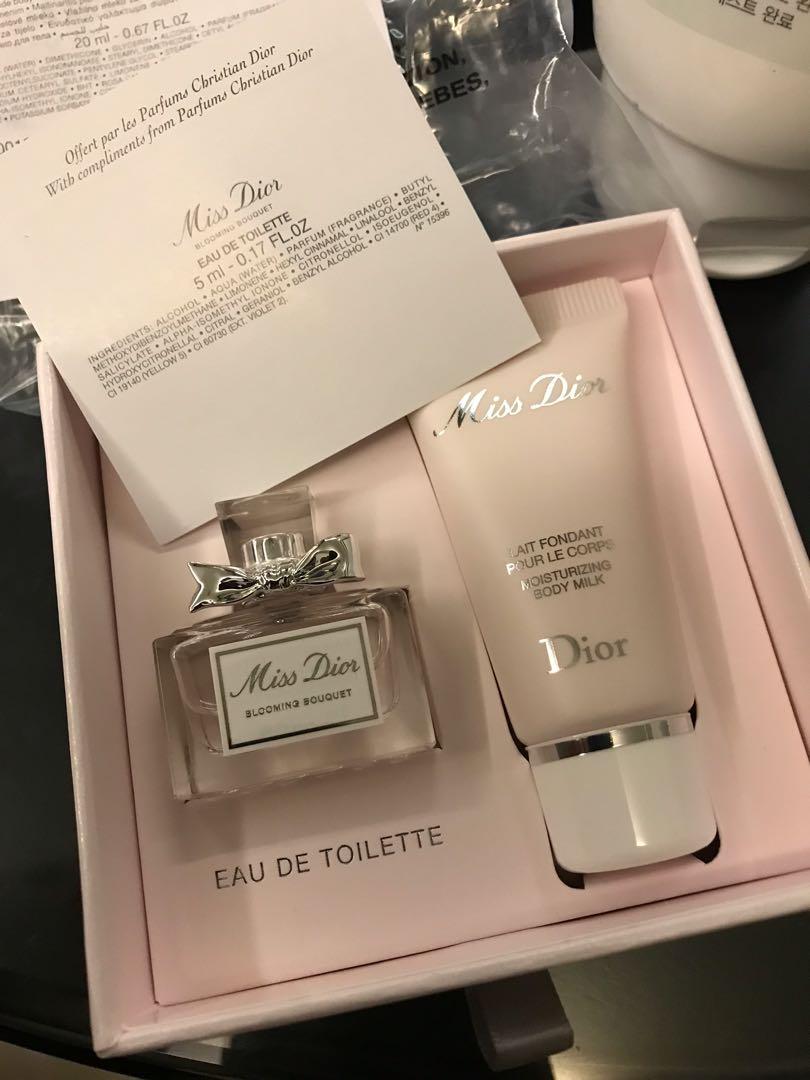 20 ml - 0.67 FL.OZ
Offert par les Parfums Christian Dior
With compliments from Parfums Christian Dior
Miss Dior
BLOOMING BOUQUET
EAU DE TOILETTE
5 ml - 0.17 FL.OZ
INGREDIENTS: ALCOHOL • AQUA (WATER) • PARFUM (FRAGRANCE) • BUTYL
METHOXYDIBENZOYLMETHANE • LIMONENE • HEXYL CINNAMAL • LINALOOL • BENZYL
SALICYLATE • ALPHA-ISOMETHYL IONONE • CITRONELLOL • ISOEUGENOL •
HYDROXYCITRONELLAL • CITRAL • GERANIOL • BENZYL ALCOHOL • CI 14700 (RED 4) •
CI 19140 (YELLOW 5) • CI 60730 (EXT. VIOLET 2).
N° 15396
Miss Dior
LAIT FONDANT
POUR LE CORPS
MOISTURIZING
BODY MILK
Dior
Miss Dior
BLOOMING BOUQUET
EAU DE TOILETTE
완료